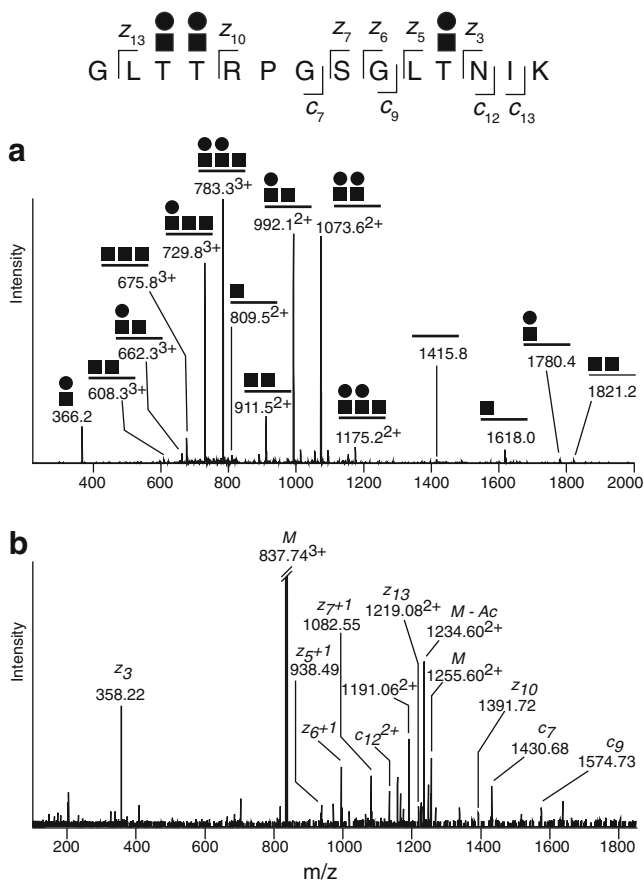 z13 z10 z7 z6 z5 z3
G L T T R P G S G L T N I K
c7 c9 c12 c13
a
783.3 3+
992.1 2+
1073.6 2+
729.8 3+
675.8 3+
809.5 2+
662.3 3+
1415.8
1780.4
608.3 3+
911.5 2+
1821.2
366.2
1175.2 2+
1618.0
Intensity
400 600 800 1000 1200 1400 1600 1800 2000
b
M
837.74 3+
z13
1219.08 2+
z7+1
1082.55
M - Ac
1234.60 2+
z5+1
938.49
M
1255.60 2+
z3
358.22
1191.06 2+
z10
1391.72
z6+1
c12 2+
c7
1430.68
c9
1574.73
Intensity
200 400 600 800 1000 1200 1400 1600 1800
m/z